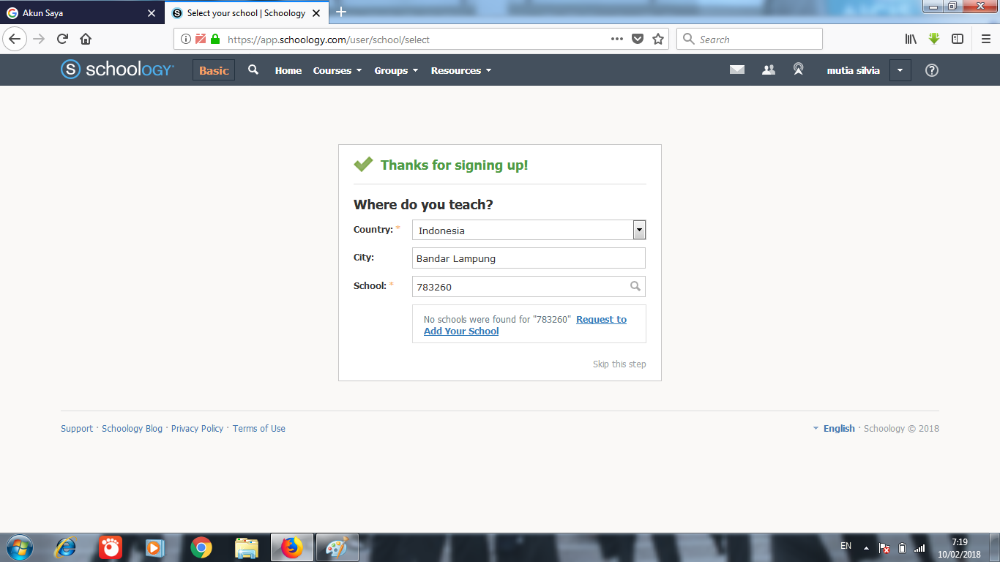 Akun Saya
Select your school | Schoology
https://app.schoology.com/user/school/select
Search
S schoology
Basic
Home
Courses
Groups
Resources
mutia silvia
Thanks for signing up!
Where do you teach?
Country: * Indonesia
City: Bandar Lampung
School: * 783260
No schools were found for "783260" Request to
Add Your School
Skip this step
Support · Schoology Blog · Privacy Policy · Terms of Use
English · Schoology © 2018
EN
7:19
10/02/2018